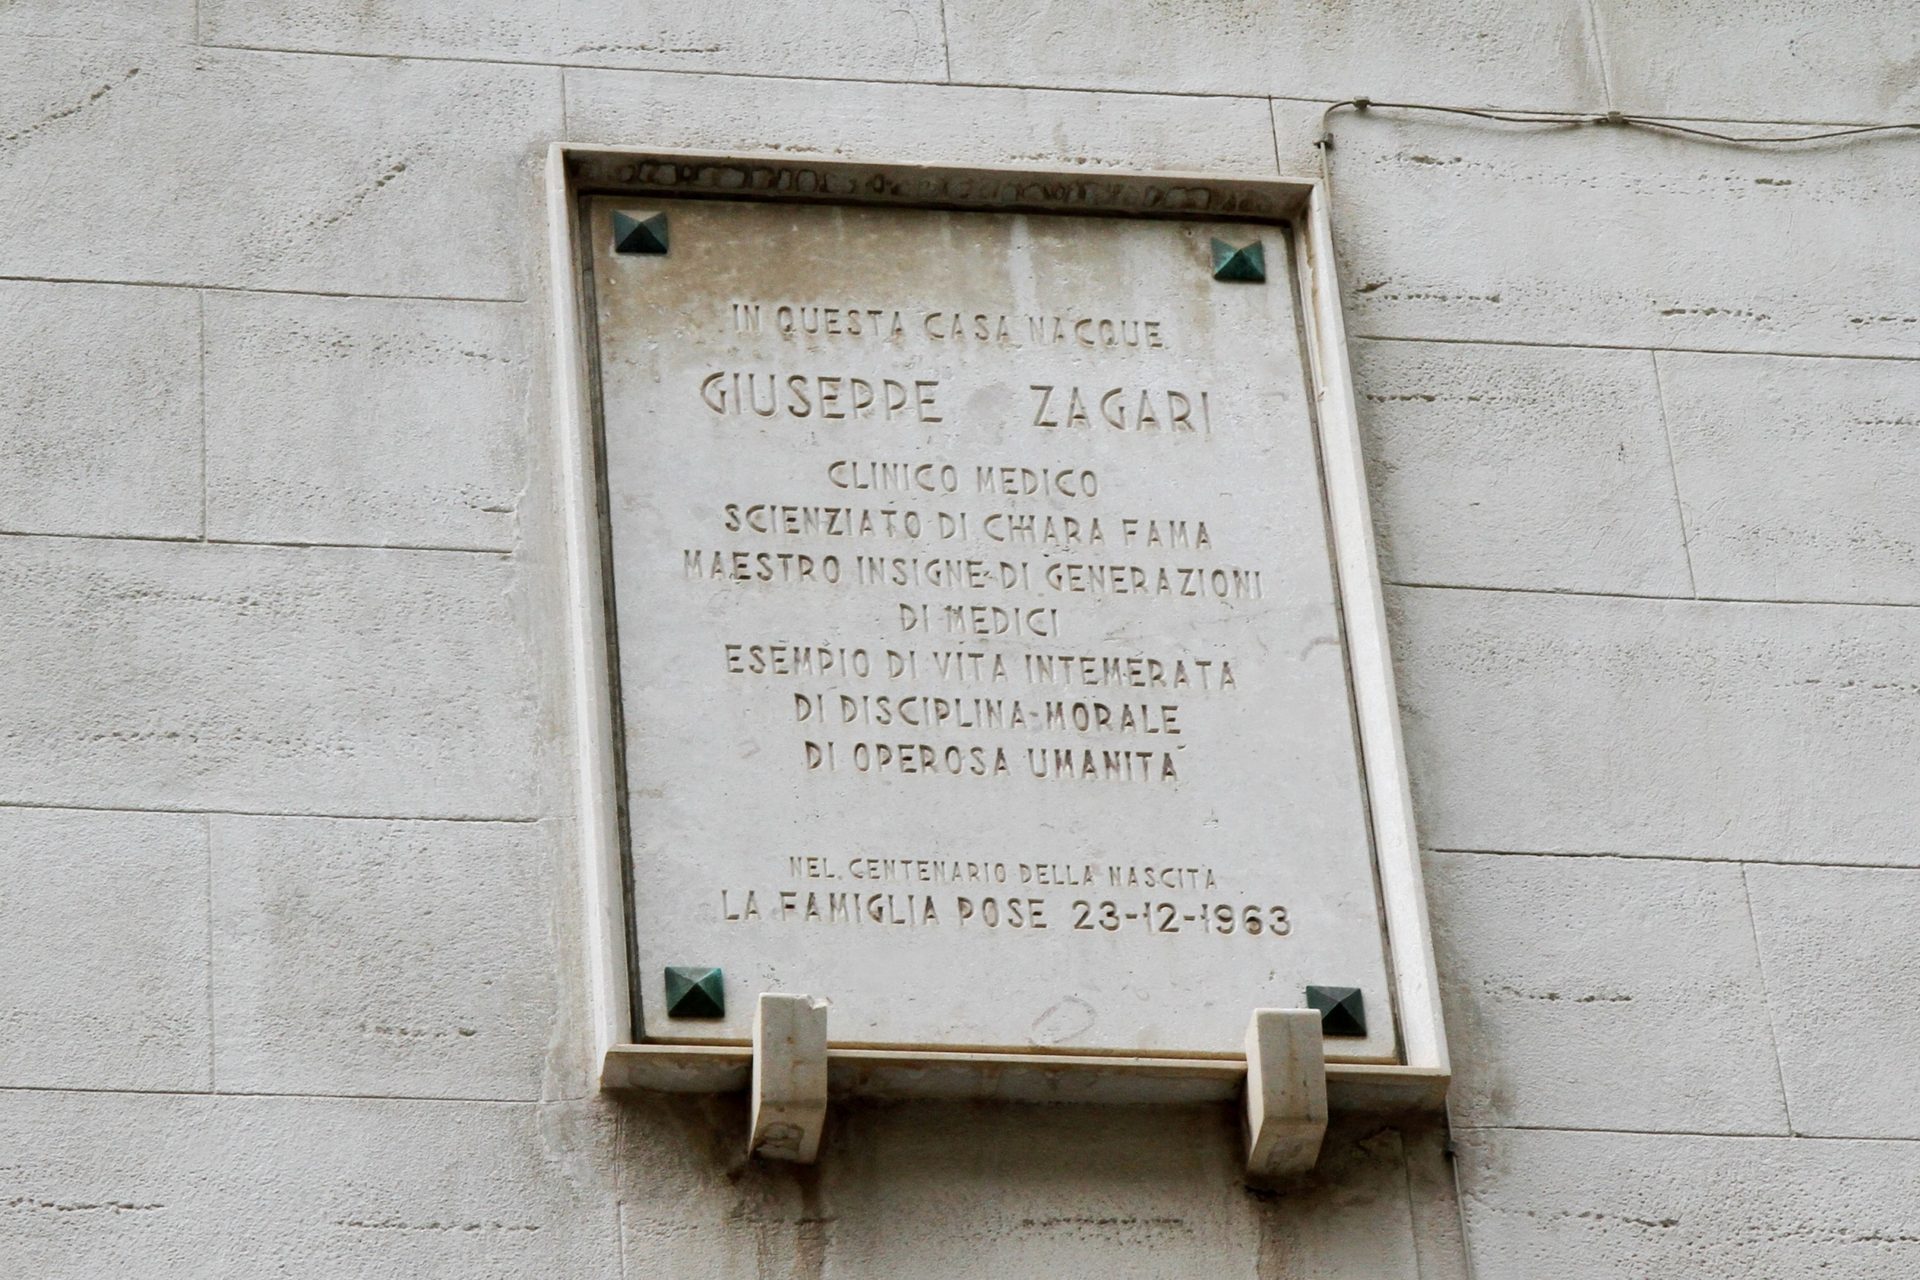 IN QUESTA CASA NACQUE
GIUSEPPE ZAGARI
CLINICO MEDICO
SCIENZIATO DI CHIARA FAMA
MAESTRO INSIGNE DI GENERAZIONI
DI MEDICI
ESEMPIO DI VITA INTEMERATA
DI DISCIPLINA MORALE
DI OPEROSA UMANITÀ
NEL CENTENARIO DELLA NASCITA
LA FAMIGLIA POSE 23-12-1963